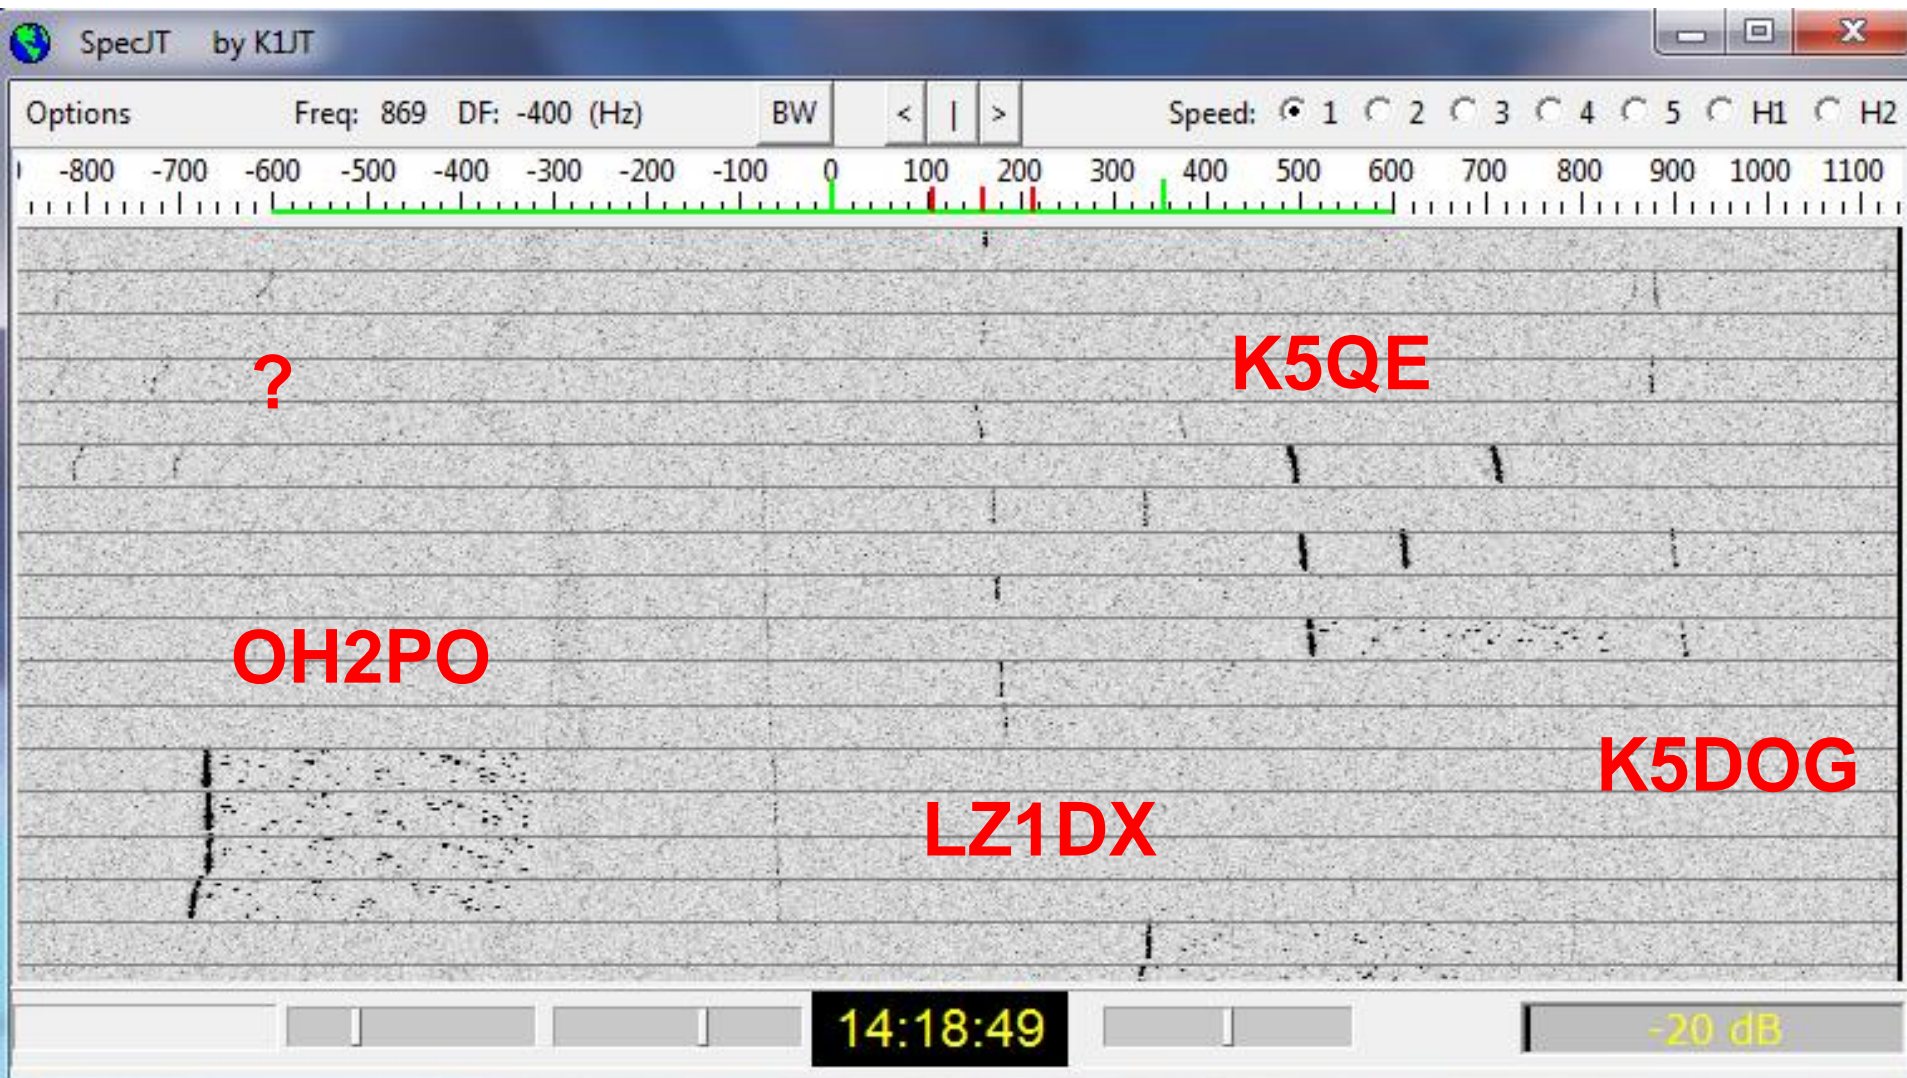 SpecJT by K1JT
Options Freq: 869 DF: -400 (Hz) BW < | > Speed: 1 2 3 4 5 H1 H2
-800 -700 -600 -500 -400 -300 -200 -100 0 100 200 300 400 500 600 700 800 900 1000 1100
K5QE
?
OH2PO
K5DOG
LZ1DX
14:18:49 -20 dB